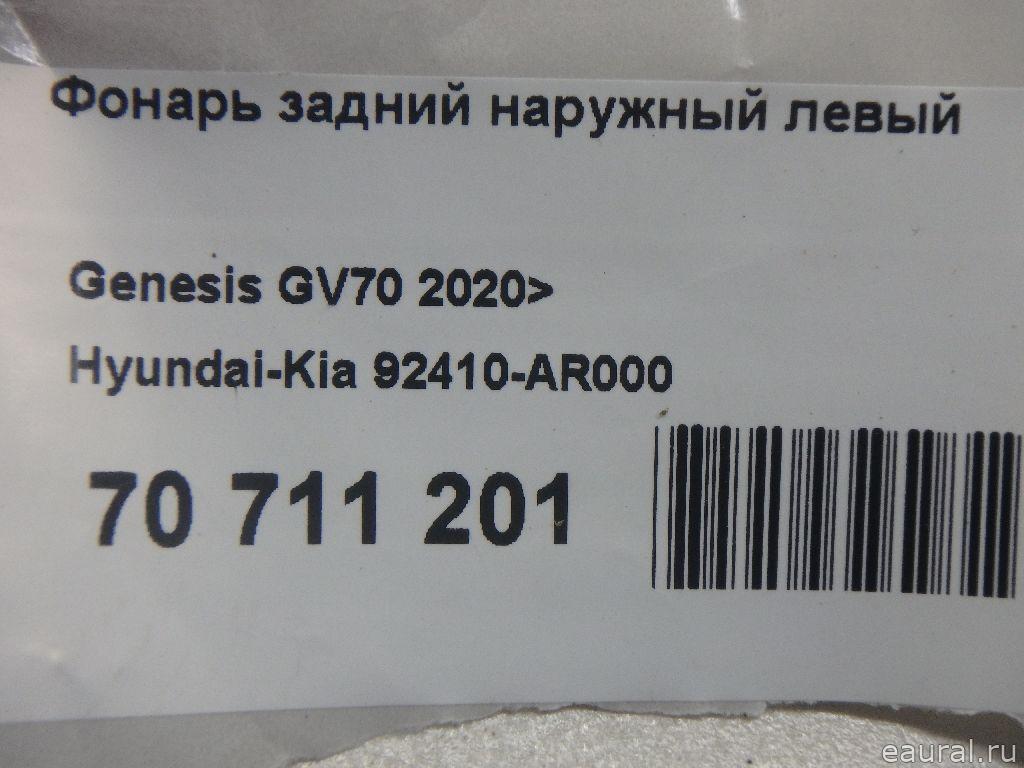 Фонарь задний наружный левый
Genesis GV70 2020>
Hyundai-Kia 92410-AR000
70 711 201
eaural.ru